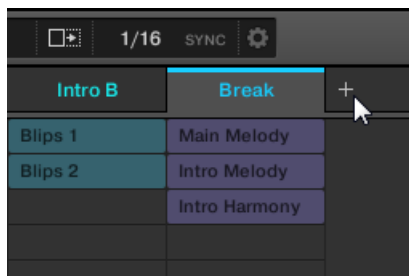 1/16 SYNC
Intro B Break +
Blips 1 Main Melody
Blips 2 Intro Melody
Intro Harmony